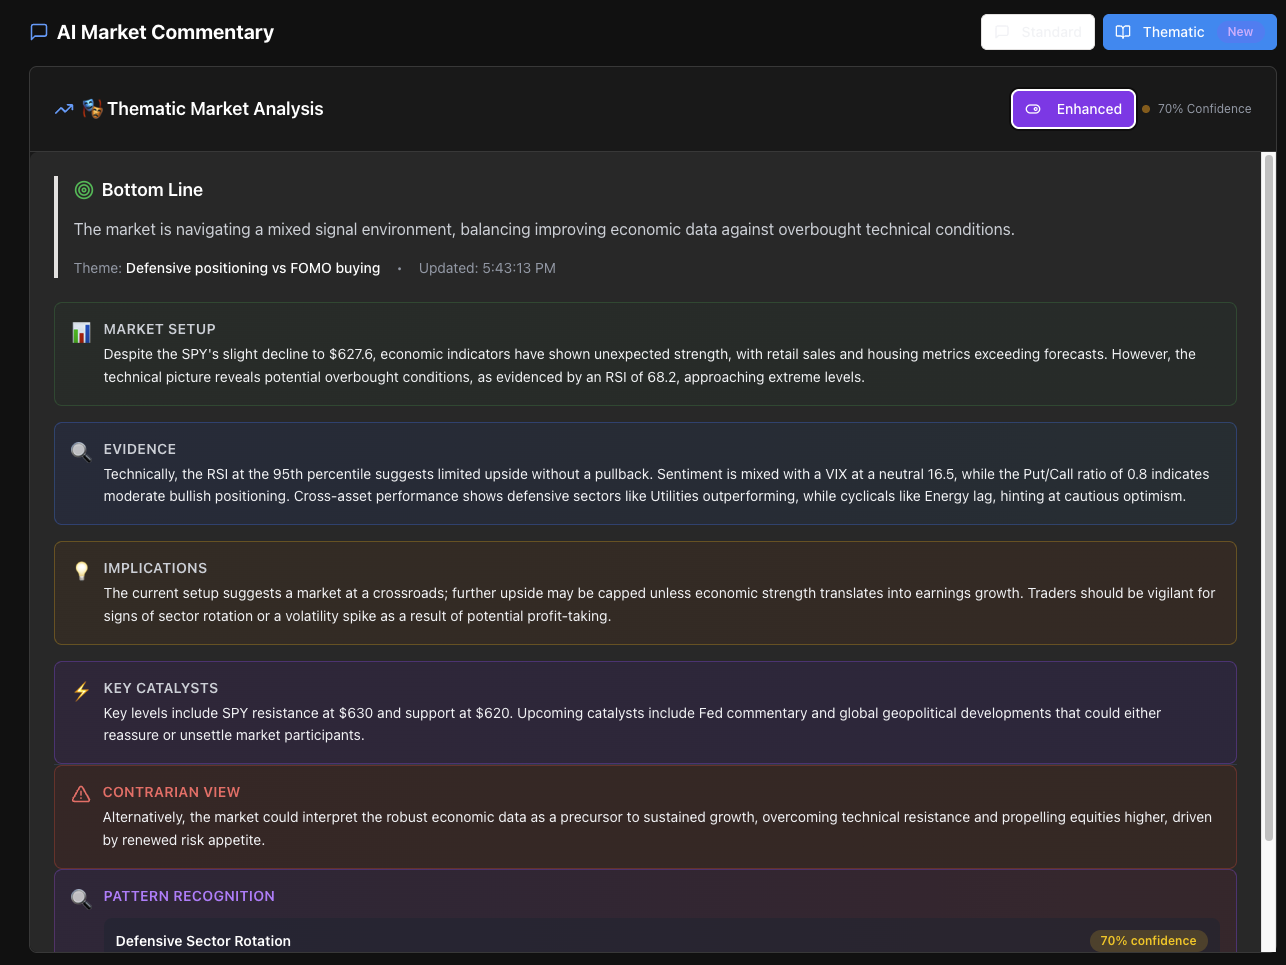 AI Market Commentary
Standard
Thematic New
Thematic Market Analysis
Enhanced
70% Confidence
Bottom Line
The market is navigating a mixed signal environment, balancing improving economic data against overbought technical conditions.
Theme: Defensive positioning vs FOMO buying • Updated: 5:43:13 PM
MARKET SETUP
Despite the SPY's slight decline to $627.6, economic indicators have shown unexpected strength, with retail sales and housing metrics exceeding forecasts. However, the
technical picture reveals potential overbought conditions, as evidenced by an RSI of 68.2, approaching extreme levels.
EVIDENCE
Technically, the RSI at the 95th percentile suggests limited upside without a pullback. Sentiment is mixed with a VIX at a neutral 16.5, while the Put/Call ratio of 0.8 indicates
moderate bullish positioning. Cross-asset performance shows defensive sectors like Utilities outperforming, while cyclicals like Energy lag, hinting at cautious optimism.
IMPLICATIONS
The current setup suggests a market at a crossroads; further upside may be capped unless economic strength translates into earnings growth. Traders should be vigilant for
signs of sector rotation or a volatility spike as a result of potential profit-taking.
KEY CATALYSTS
Key levels include SPY resistance at $630 and support at $620. Upcoming catalysts include Fed commentary and global geopolitical developments that could either
reassure or unsettle market participants.
CONTRARIAN VIEW
Alternatively, the market could interpret the robust economic data as a precursor to sustained growth, overcoming technical resistance and propelling equities higher, driven
by renewed risk appetite.
PATTERN RECOGNITION
Defensive Sector Rotation
70% confidence